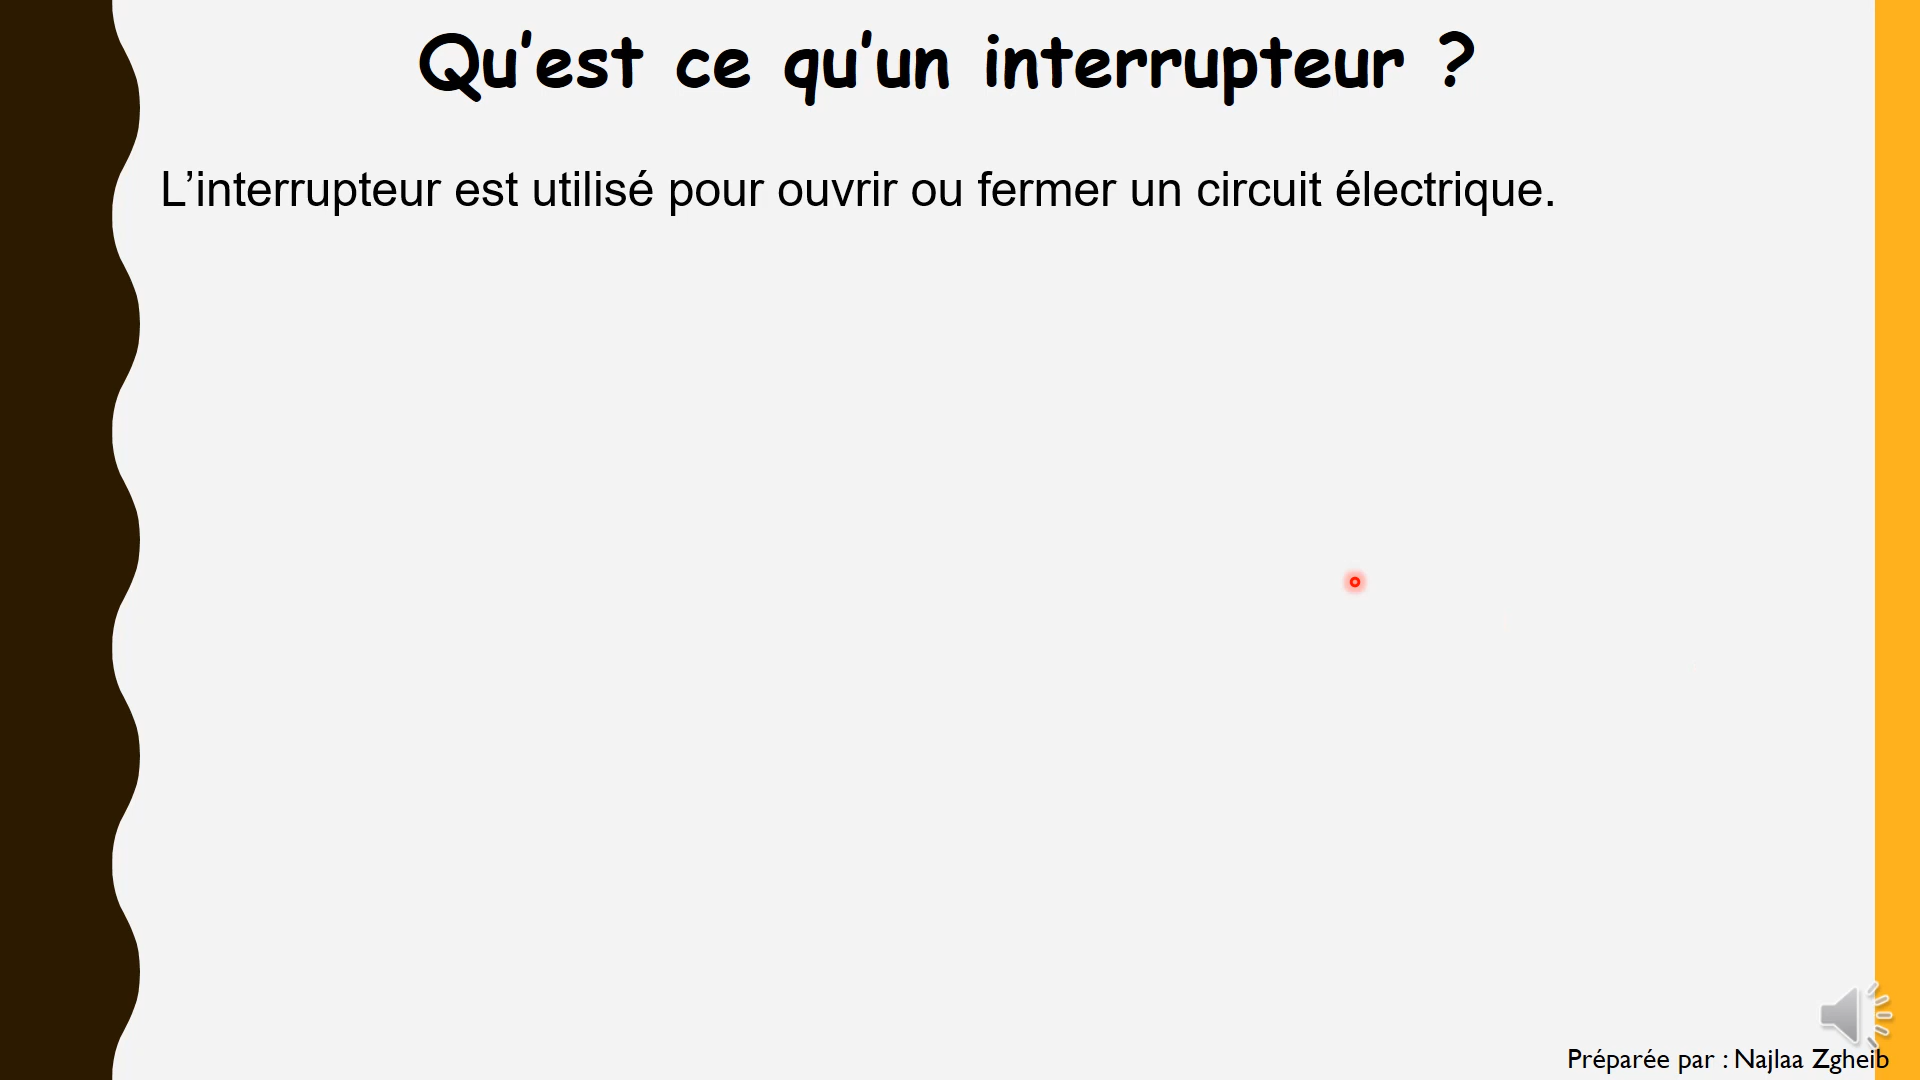 Qu’est ce qu’un interrupteur ?
L’interrupteur est utilisé pour ouvrir ou fermer un circuit électrique.
Préparée par : Najlaa Zgheib